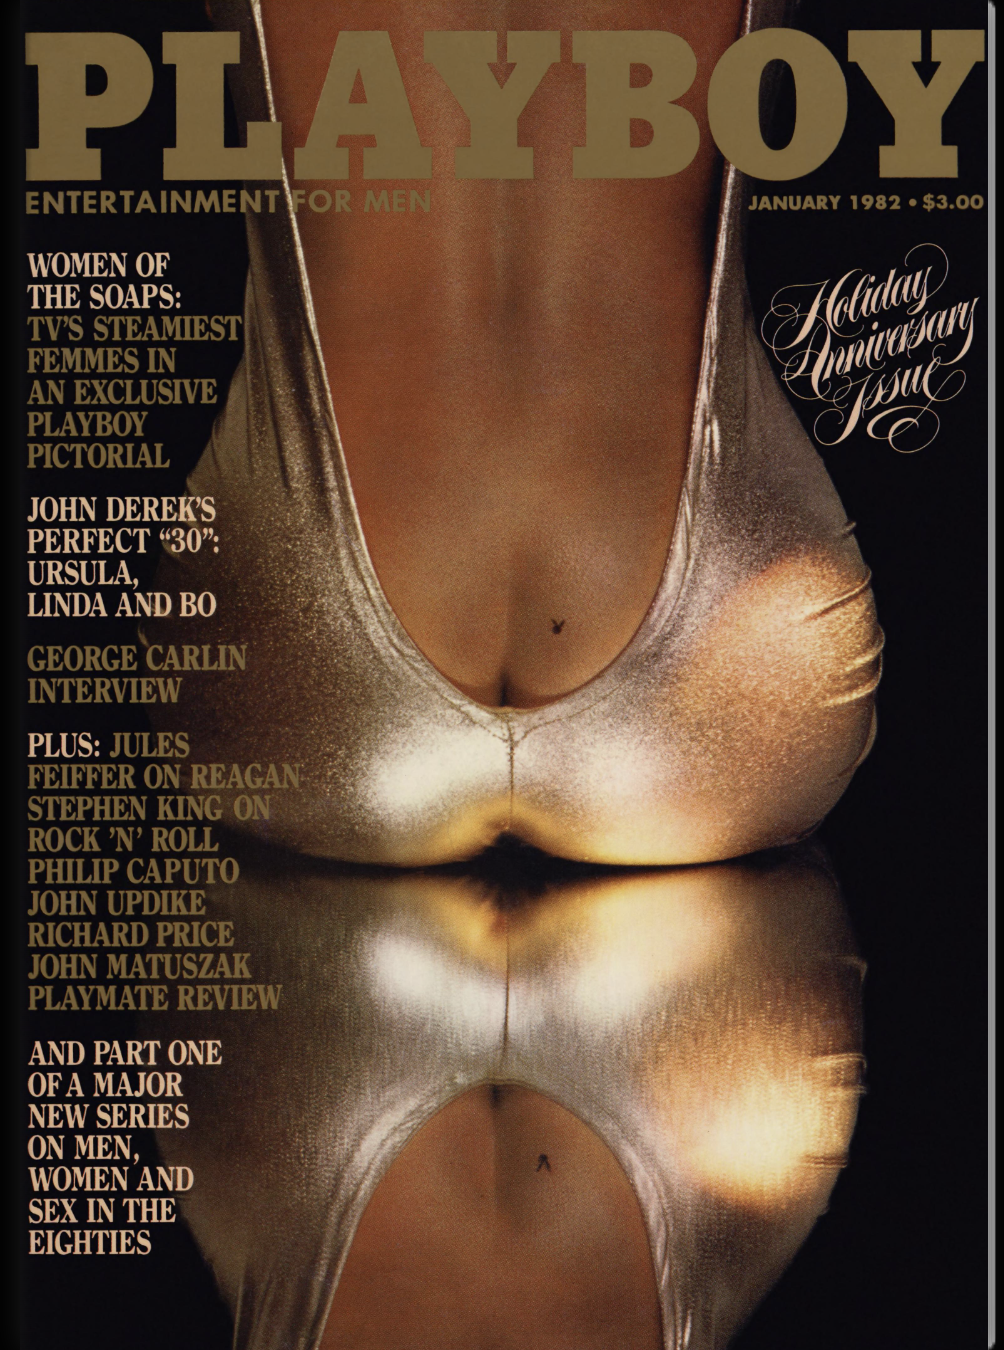 PLAYBOY
ENTERTAINMENT FOR MEN
JANUARY 1982 • $3.00
Holiday
Anniversary
Issue
WOMEN OF
THE SOAPS:
TV'S STEAMIEST
FEMMES IN
AN EXCLUSIVE
PLAYBOY
PICTORIAL
JOHN DEREK'S
PERFECT “30”:
URSULA,
LINDA AND BO
GEORGE CARLIN
INTERVIEW
PLUS: JULES
FEIFFER ON REAGAN
STEPHEN KING ON
ROCK 'N' ROLL
PHILIP CAPUTO
JOHN UPDIKE
RICHARD PRICE
JOHN MATUSZAK
PLAYMATE REVIEW
AND PART ONE
OF A MAJOR
NEW SERIES
ON MEN,
WOMEN AND
SEX IN THE
EIGHTIES